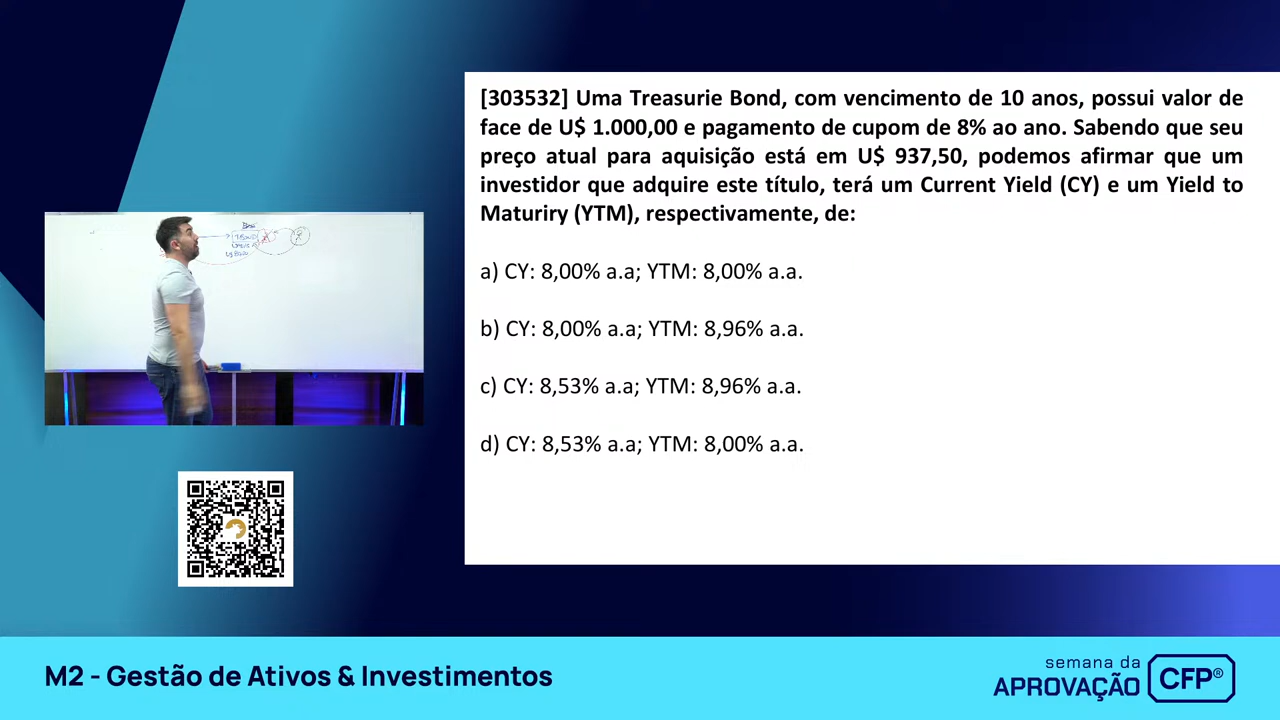 [303532] Uma Treasurie Bond, com vencimento de 10 anos, possui valor de
face de U$ 1.000,00 e pagamento de cupom de 8% ao ano. Sabendo que seu
preço atual para aquisição está em U$ 937,50, podemos afirmar que um
investidor que adquire este título, terá um Current Yield (CY) e um Yield to
Maturiry (YTM), respectivamente, de:
a) CY: 8,00% a.a; YTM: 8,00% a.a.
b) CY: 8,00% a.a; YTM: 8,96% a.a.
c) CY: 8,53% a.a; YTM: 8,96% a.a.
d) CY: 8,53% a.a; YTM: 8,00% a.a.
M2 - Gestão de Ativos & Investimentos
semana da
APROVAÇÃO CFP®